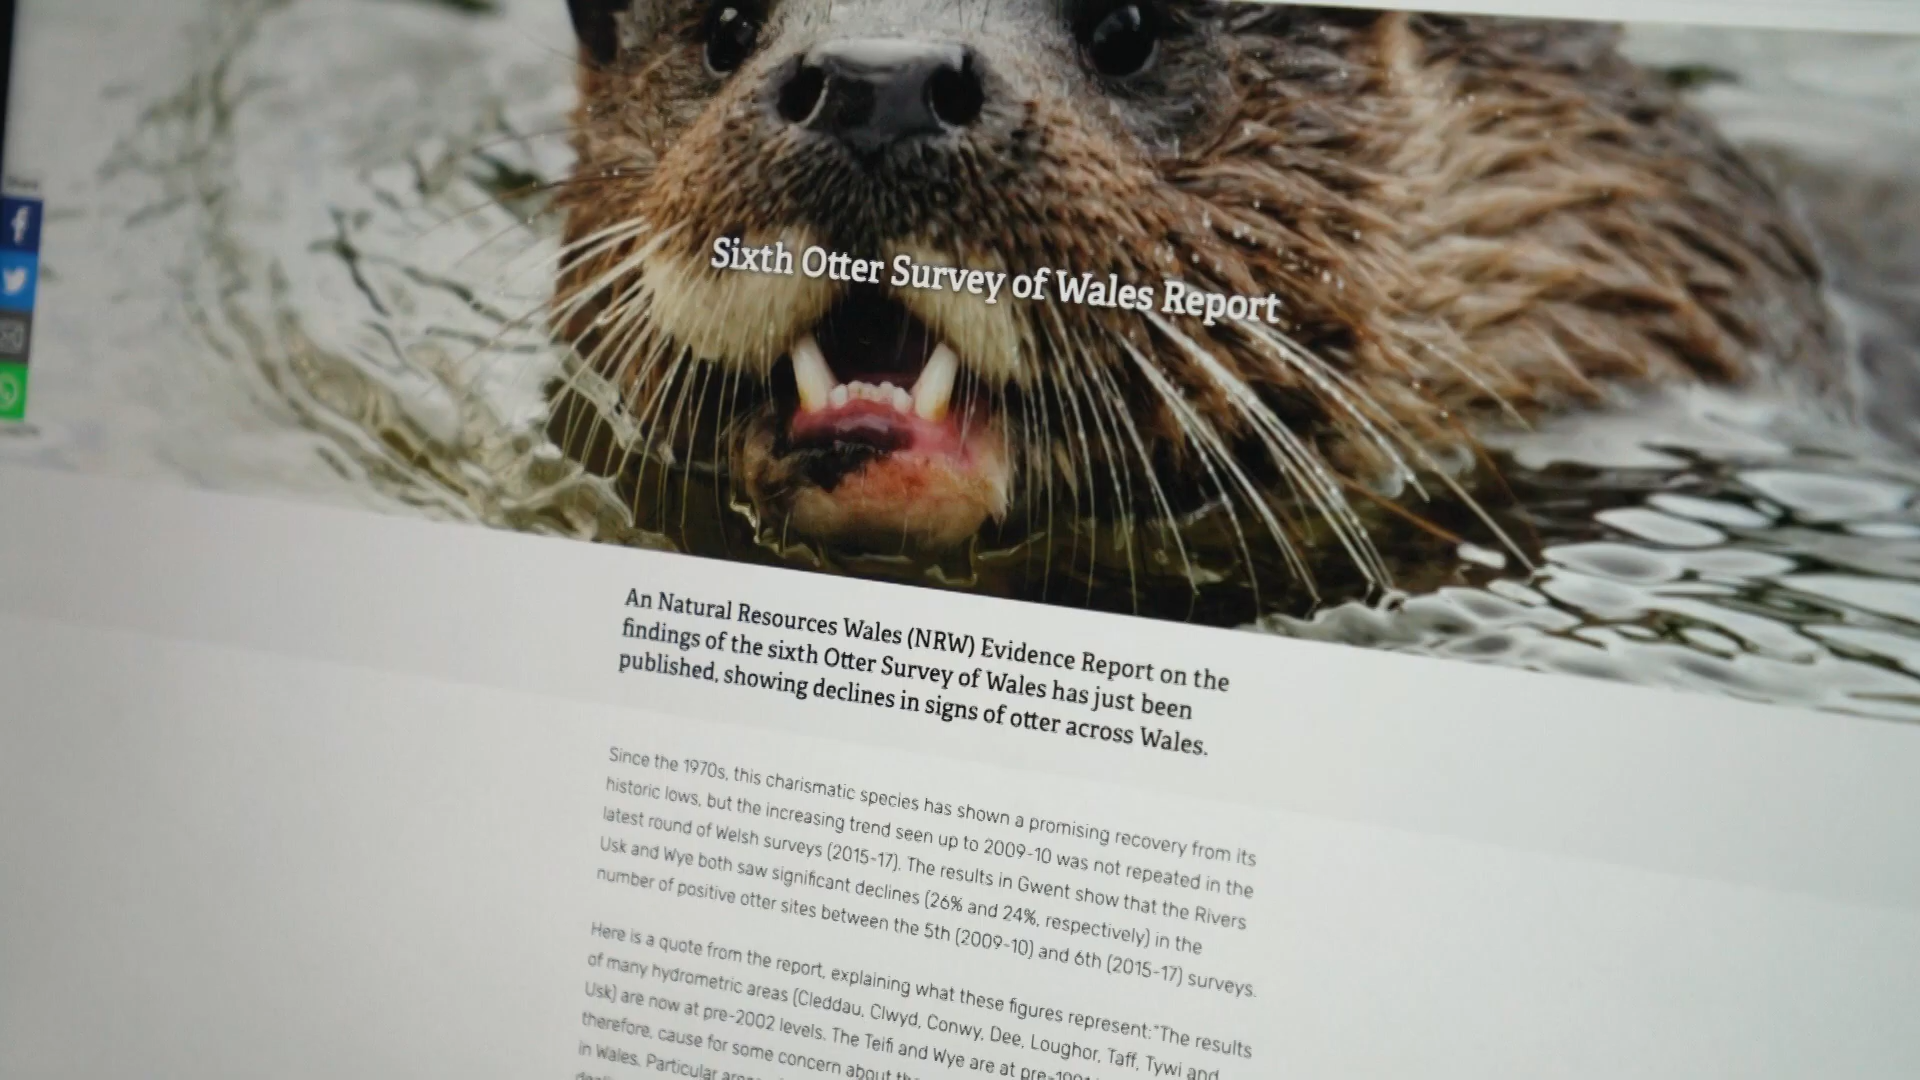 Sixth Otter Survey of Wales Report
An Natural Resources Wales (NRW) Evidence Report on the
findings of the sixth Otter Survey of Wales has just been
published, showing declines in signs of otter across Wales.
Since the 1970s, this charismatic species has shown a promising recovery from its
historic lows, but the increasing trend seen up to 2009-10 was not repeated in the
latest round of Welsh surveys (2015-17). The results in Gwent show that the Rivers
Usk and Wye both saw significant declines (26% and 24%, respectively) in the
number of positive otter sites between the 5th (2009-10) and 6th (2015-17) surveys.
Here is a quote from the report, explaining what these figures represent: "The results
of many hydrometric areas (Cleddau, Clwyd, Conwy, Dee, Loughor, Taff, Tywi and
Usk) are now at pre-2002 levels. The Teifi and Wye are at
therefore, cause for some concern about
in Wales. Particular